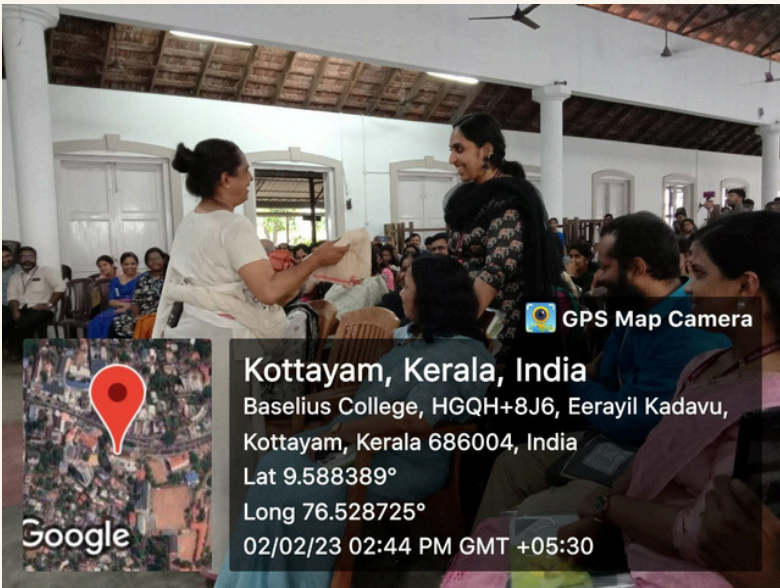 GPS Map Camera
Kottayam, Kerala, India
Baselius College, HGQH+8J6, Eerayil Kadavu,
Kottayam, Kerala 686004, India
Lat 9.588389°
Long 76.528725°
02/02/23 02:44 PM GMT +05:30
Google